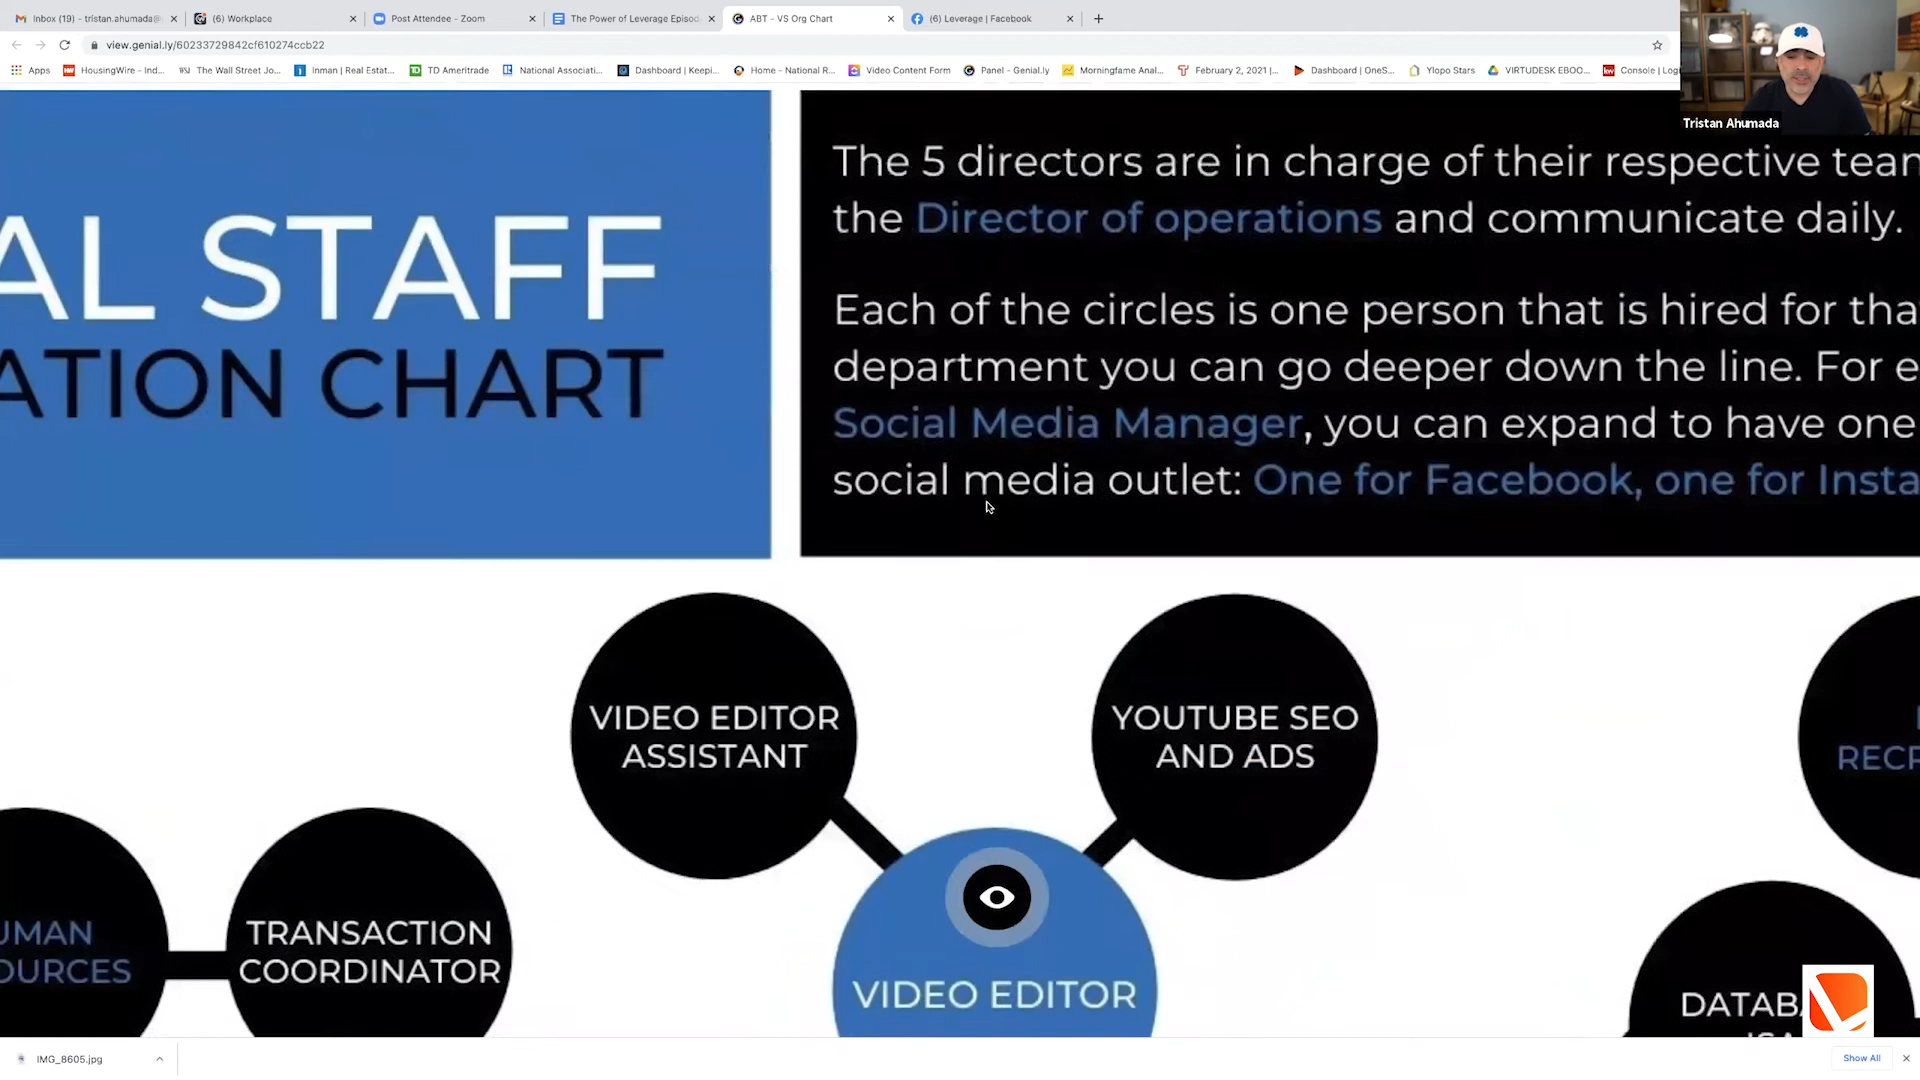 Inbox (19) - tristan.ahumada@
(6) Workplace
Post Attendee - Zoom
The Power of Leverage Episod
ABT - VS Org Chart
(6) Leverage | Facebook
view.genial.ly/60233729842cf610274ccb22
Apps
HousingWire - Ind...
The Wall Street Jo...
Inman | Real Estat...
TD Ameritrade
National Associati...
Dashboard | Keepi...
Home - National R...
Video Content Form
Panel - Genial.ly
Morningfame Anal...
February 2, 2021 |...
Dashboard | OneS...
Ylopo Stars
VIRTUDESK EBOO...
Console | Logi
Tristan Ahumada
AL STAFF
ATION CHART
The 5 directors are in charge of their respective team
the Director of operations and communicate daily.
Each of the circles is one person that is hired for tha
department you can go deeper down the line. For e
Social Media Manager, you can expand to have one
social media outlet: One for Facebook, one for Insta
VIDEO EDITOR
ASSISTANT
YOUTUBE SEO
AND ADS
RECR
UMAN
OURCES
TRANSACTION
COORDINATOR
VIDEO EDITOR
DATABA
IMG_8605.jpg
Show All